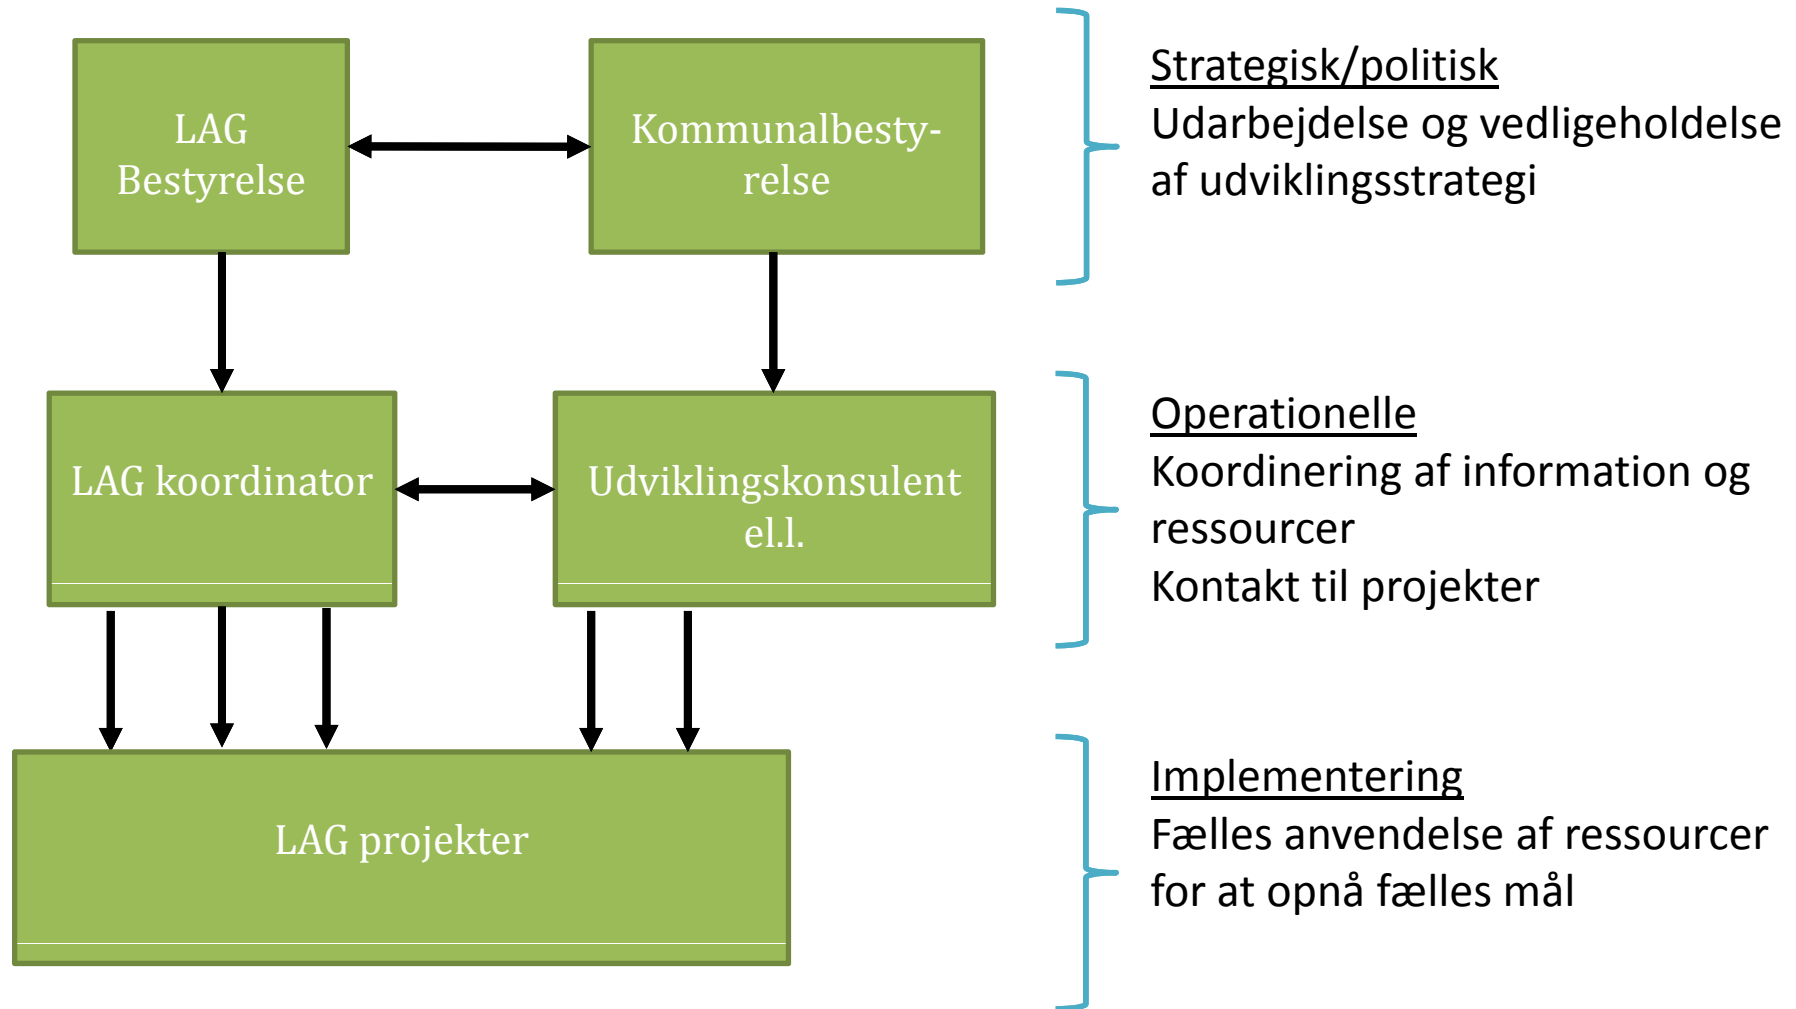 LAG
Bestyrelse
Kommunalbesty-
relse
Strategisk/politisk
Udarbejdelse og vedligeholdelse
af udviklingsstrategi
LAG koordinator
Udviklingskonsulent
el.l.
Operationelle
Koordinering af information og
ressourcer
Kontakt til projekter
LAG projekter
Implementering
Fælles anvendelse af ressourcer
for at opnå fælles mål